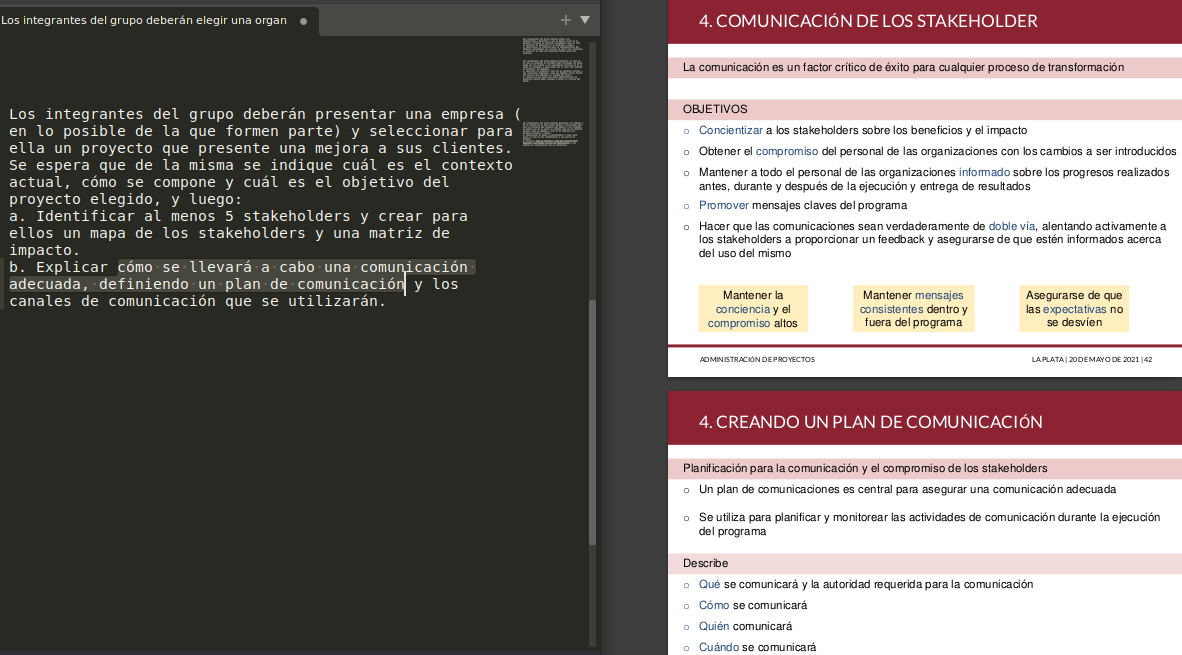 Los integrantes del grupo deberán elegir una organ
Los integrantes del grupo deberán presentar una empresa (
en lo posible de la que formen parte) y seleccionar para
ella un proyecto que presente una mejora a sus clientes.
Se espera que de la misma se indique cuál es el contexto
actual, cómo se compone y cuál es el objetivo del
proyecto elegido, y luego:
a. Identificar al menos 5 stakeholders y crear para
ellos un mapa de los stakeholders y una matriz de
impacto.
b. Explicar cómo se llevará a cabo una comunicación
adecuada, definiendo un plan de comunicación y los
canales de comunicación que se utilizarán.
4. COMUNICACIÓN DE LOS STAKEHOLDER
La comunicación es un factor crítico de éxito para cualquier proceso de transformación
OBJETIVOS
Concientizar a los stakeholders sobre los beneficios y el impacto
Obtener el compromiso del personal de las organizaciones con los cambios a ser introducidos
Mantener a todo el personal de las organizaciones informado sobre los progresos realizados
antes, durante y después de la ejecución y entrega de resultados
Promover mensajes claves del programa
Hacer que las comunicaciones sean verdaderamente de doble vía, alentando activamente a
los stakeholders a proporcionar un feedback y asegurarse de que estén informados acerca
del uso del mismo
Mantener la
conciencia y el
compromiso altos
Mantener mensajes
consistentes dentro y
fuera del programa
Asegurarse de que
las expectativas no
se desvíen
ADMINISTRACIÓN DE PROYECTOS
LA PLATA | 20 DE MAYO DE 2021 | 42
4. CREANDO UN PLAN DE COMUNICACIÓN
Planificación para la comunicación y el compromiso de los stakeholders
Un plan de comunicaciones es central para asegurar una comunicación adecuada
Se utiliza para planificar y monitorear las actividades de comunicación durante la ejecución
del programa
Describe
Qué se comunicará y la autoridad requerida para la comunicación
Cómo se comunicará
Quién comunicará
Cuándo se comunicará